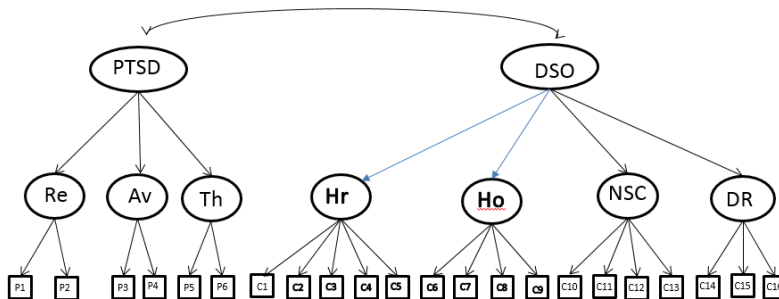 PTSD DSO
Re Av Th Hr Ho NSC DR
P1 P2 P3 P4 P5 P6 C1 C2 C3 C4 C5 C6 C7 C8 C9 C10 C11 C12 C13 C14 C15